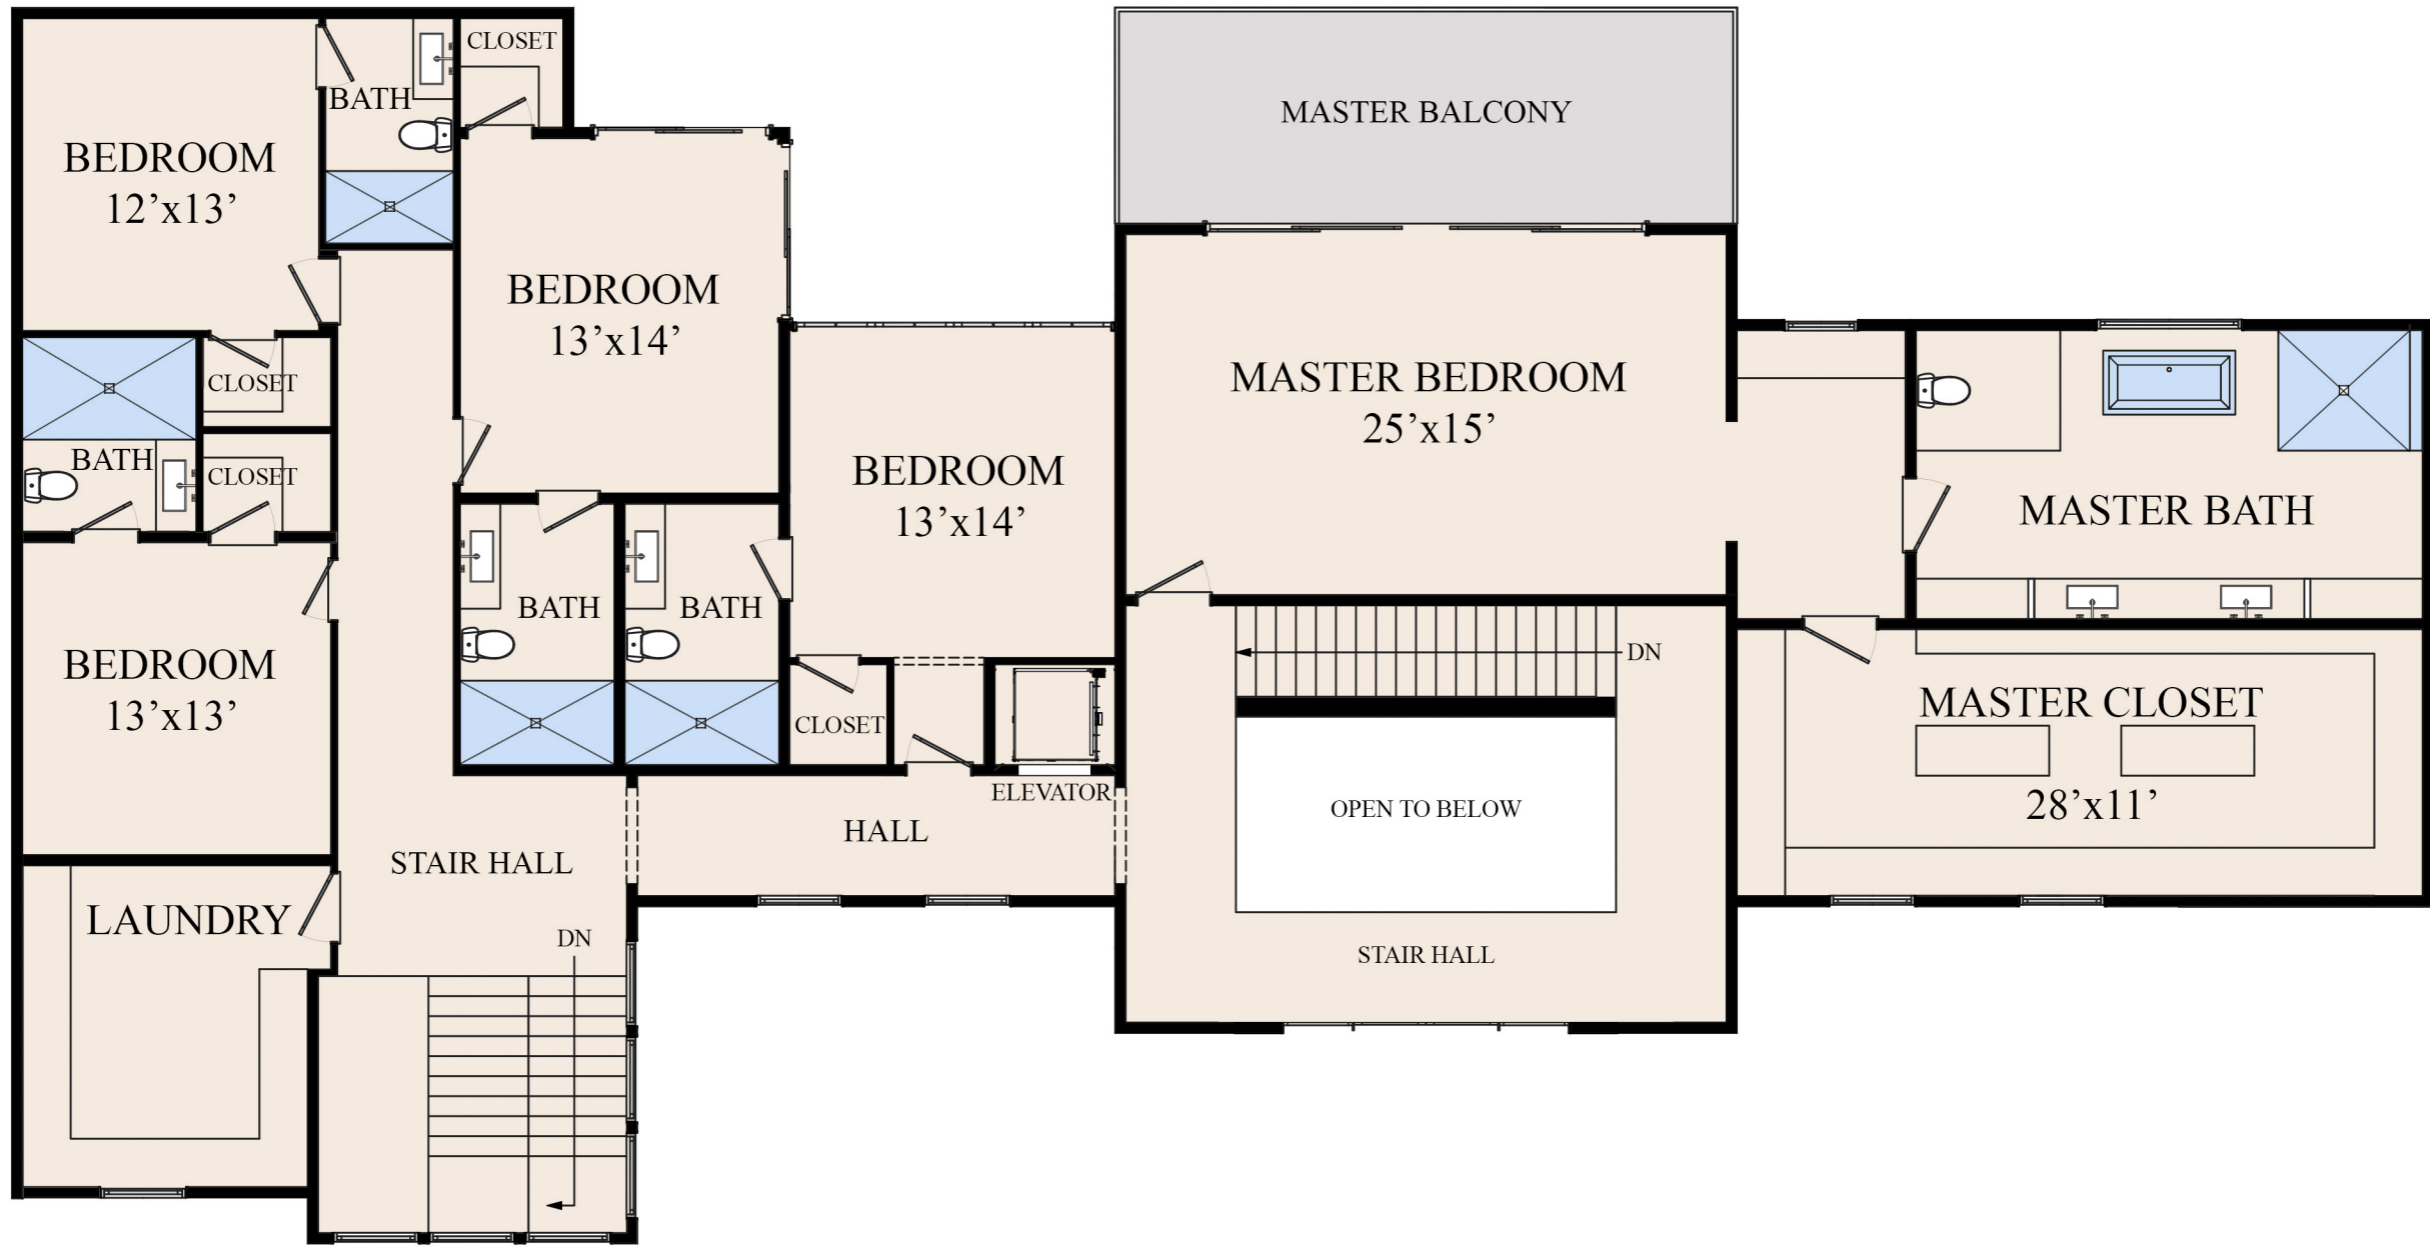 CLOSET
BATH
MASTER BALCONY
BEDROOM
12’x13’
BEDROOM
13’x14’
CLOSET
MASTER BEDROOM
25’x15’
BATH
CLOSET
BEDROOM
13’x14’
MASTER BATH
BATH
BATH
BEDROOM
13’x13’
DN
CLOSET
MASTER CLOSET
28’x11’
ELEVATOR
HALL
OPEN TO BELOW
STAIR HALL
LAUNDRY
DN
STAIR HALL